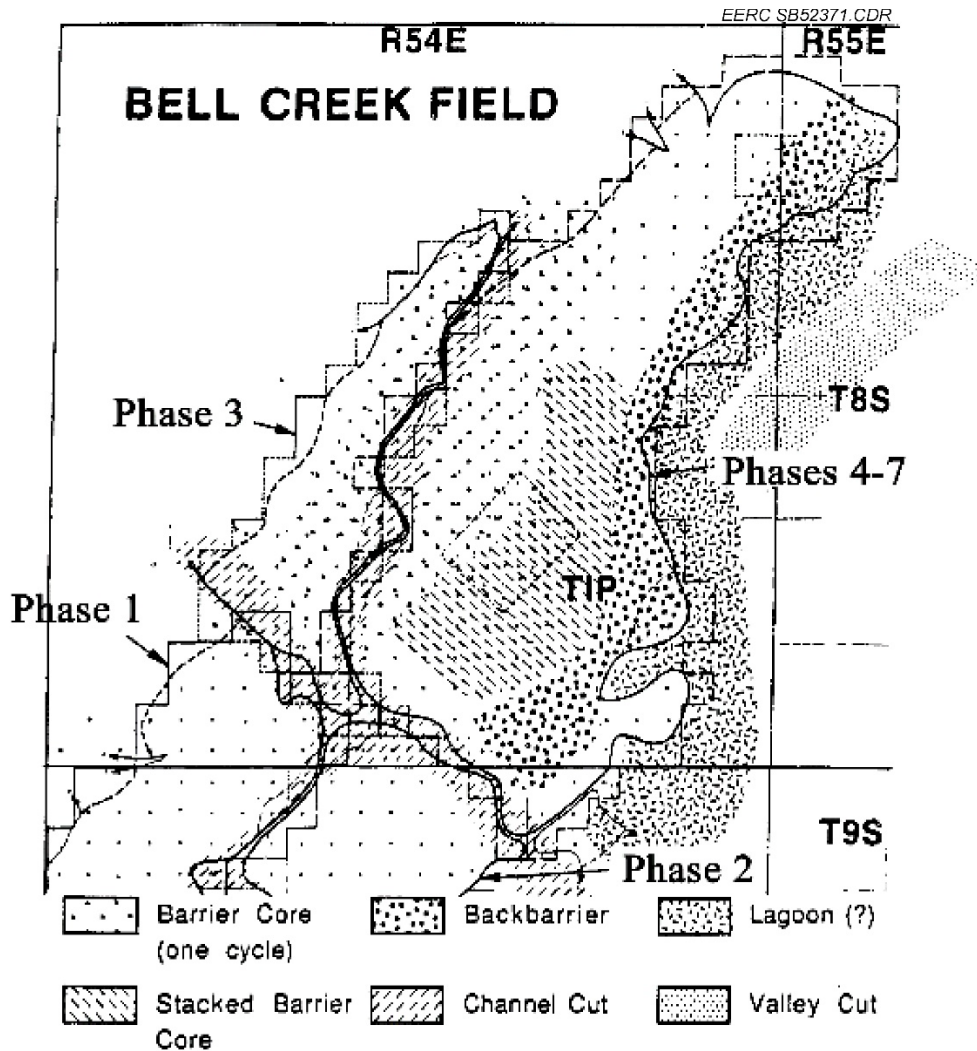 EERC SB52371.CDR
R54E
R55E
BELL CREEK FIELD
Phase 3
T8S
Phases 4-7
TIP
Phase 1
T9S
Phase 2
Barrier Core
(one cycle)
Backbarrier
Lagoon (?)
Stacked Barrier
Core
Channel Cut
Valley Cut